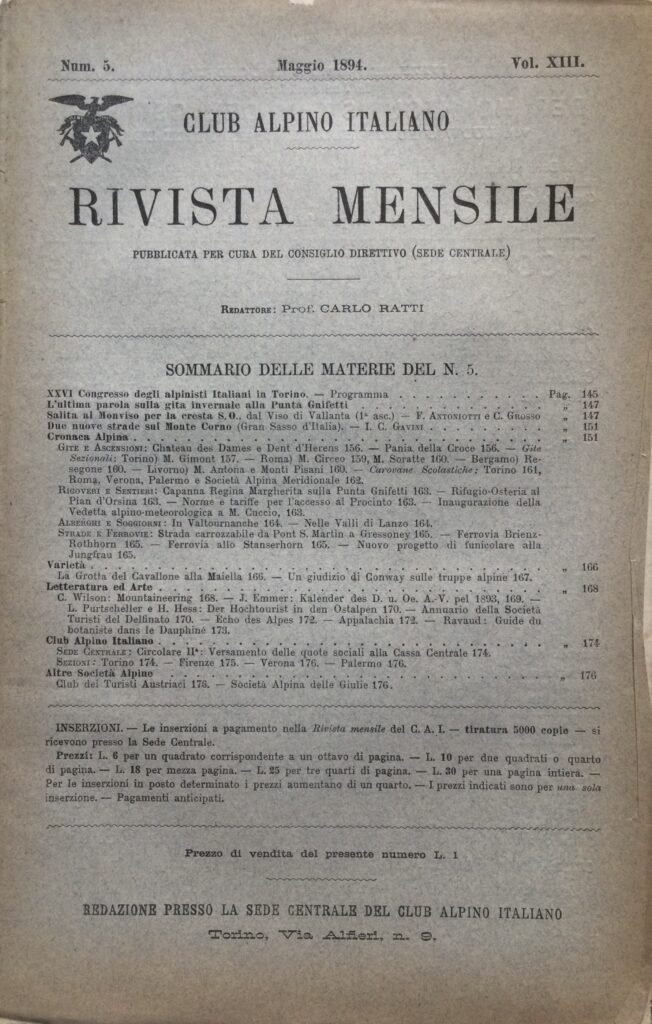 Num. 5. Maggio 1894. Vol. XIII.
CLUB ALPINO ITALIANO
RIVISTA MENSILE
PUBBLICATA PER CURA DEL CONSIGLIO DIRETTIVO (SEDE CENTRALE)
REDATTORE: Prof. CARLO RATTI
SOMMARIO DELLE MATERIE DEL N. 5.
XXVI Congresso degli alpinisti Italiani in Torino. — Programma . . . . . . . . . . . Pag. 145
L'ultima parola sulla gita invernale alla Punta Gnifetti . . . . . . . . . . . . . . „ 147
Salita al Monviso per la cresta S.O. dal Viso di Vallanta (1ª asc.) — F. ANTONIOTTI e C. GROSSO „ 147
Due nuove strade sul Monte Corno (Gran Sasso d'Italia). — I. C. GAVINI . . . . . . . . „ 151
Cronaca Alpina . . . . . . . . . . . . . . . . . . . . . . . . . . „ 151
GITE E ASCENSIONI: Chateau des Dames e Dent d'Herens 156. — Pania della Croce 156. — Gite
Sezionali: Torino) M. Gimont 157. — Roma) M. Circeo 159, M. Soratte 160. — Bergamo) Re-
segone 160. — Livorno) M. Antona e Monti Pisani 160. — Carovane Scolastiche: Torino 161,
Roma, Verona, Palermo e Società Alpina Meridionale 162.
RICOVERI E SENTIERI: Capanna Regina Margherita sulla Punta Gnifetti 163. — Rifugio-Osteria al
Pian d'Orsina 163. — Norme e tariffe per l'accesso al Procinto 163. — Inaugurazione della
Vedetta alpino-meteorologica a M. Cuccio, 163.
ALBERGHI E SOGGIORNI: In Valtournanche 164. — Nelle Valli di Lanzo 164.
STRADE E FERROVIE: Strada carrozzabile da Pont S. Martin a Gressoney 165. — Ferrovia Brienz-
Rothhorn 165. — Ferrovia allo Stanserhorn 165. — Nuovo progetto di funicolare alla
Jungfrau 165.
Varietà . . . . . . . . . . . . . . . . . . . . . . . . . . . . „ 166
La Grotta del Cavallone alla Maiella 166. — Un giudizio di Conway sulle truppe alpine 167.
Letteratura ed Arte . . . . . . . . . . . . . . . . . . . . . . . . „ 168
C. Wilson: Mountaineering 168. — J. Emmer: Kalender des D. u. Oe. A.-V. pel 1893, 169. —
L. Purtscheller e H. Hess: Der Hochtourist in den Ostalpen 170. — Annuario della Società
Turisti del Delfinato 170. — Echo des Alpes 172. — Appalachia 172. — Ravaud: Guide du
botaniste dans le Dauphiné 173.
Club Alpino Italiano . . . . . . . . . . . . . . . . . . . . . . . . „ 174
SEDE CENTRALE: Circolare IIª: Versamento delle quote sociali alla Cassa Centrale 174.
SEZIONI: Torino 174. — Firenze 175. — Verona 176. — Palermo 176.
Altre Società Alpine . . . . . . . . . . . . . . . . . . . . . . . . „ 176
Club dei Turisti Austriaci 176. — Società Alpina delle Giulie 176.
INSERZIONI. — Le inserzioni a pagamento nella Rivista mensile del C. A. I. — tiratura 5000 copie — si
ricevono presso la Sede Centrale.
Prezzi: L. 6 per un quadrato corrispondente a un ottavo di pagina. — L. 10 per due quadrati o quarto
di pagina. — L. 18 per mezza pagina. — L. 25 per tre quarti di pagina. — L. 30 per una pagina intiera. —
Per le inserzioni in posto determinato i prezzi aumentano di un quarto. — I prezzi indicati sono per una sola
inserzione. — Pagamenti anticipati.
Prezzo di vendita del presente numero L. 1
REDAZIONE PRESSO LA SEDE CENTRALE DEL CLUB ALPINO ITALIANO
Torino, Via Alfieri, n. 9.